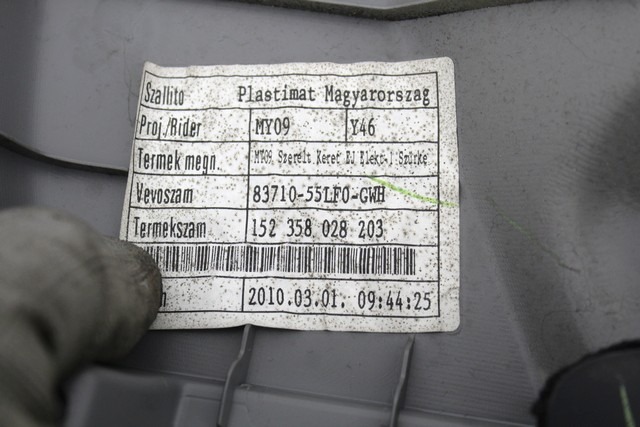 Szallito Plastimat Magyarorszag
Proj./Rider MY09 Y46
Termek megn. MY09 Szerelt Keret BJ Elekt-I Szurke
Vevoszam 83710-55LF0-GWH
Termekszam 152 358 028 203
2010.03.01. 09:44:25